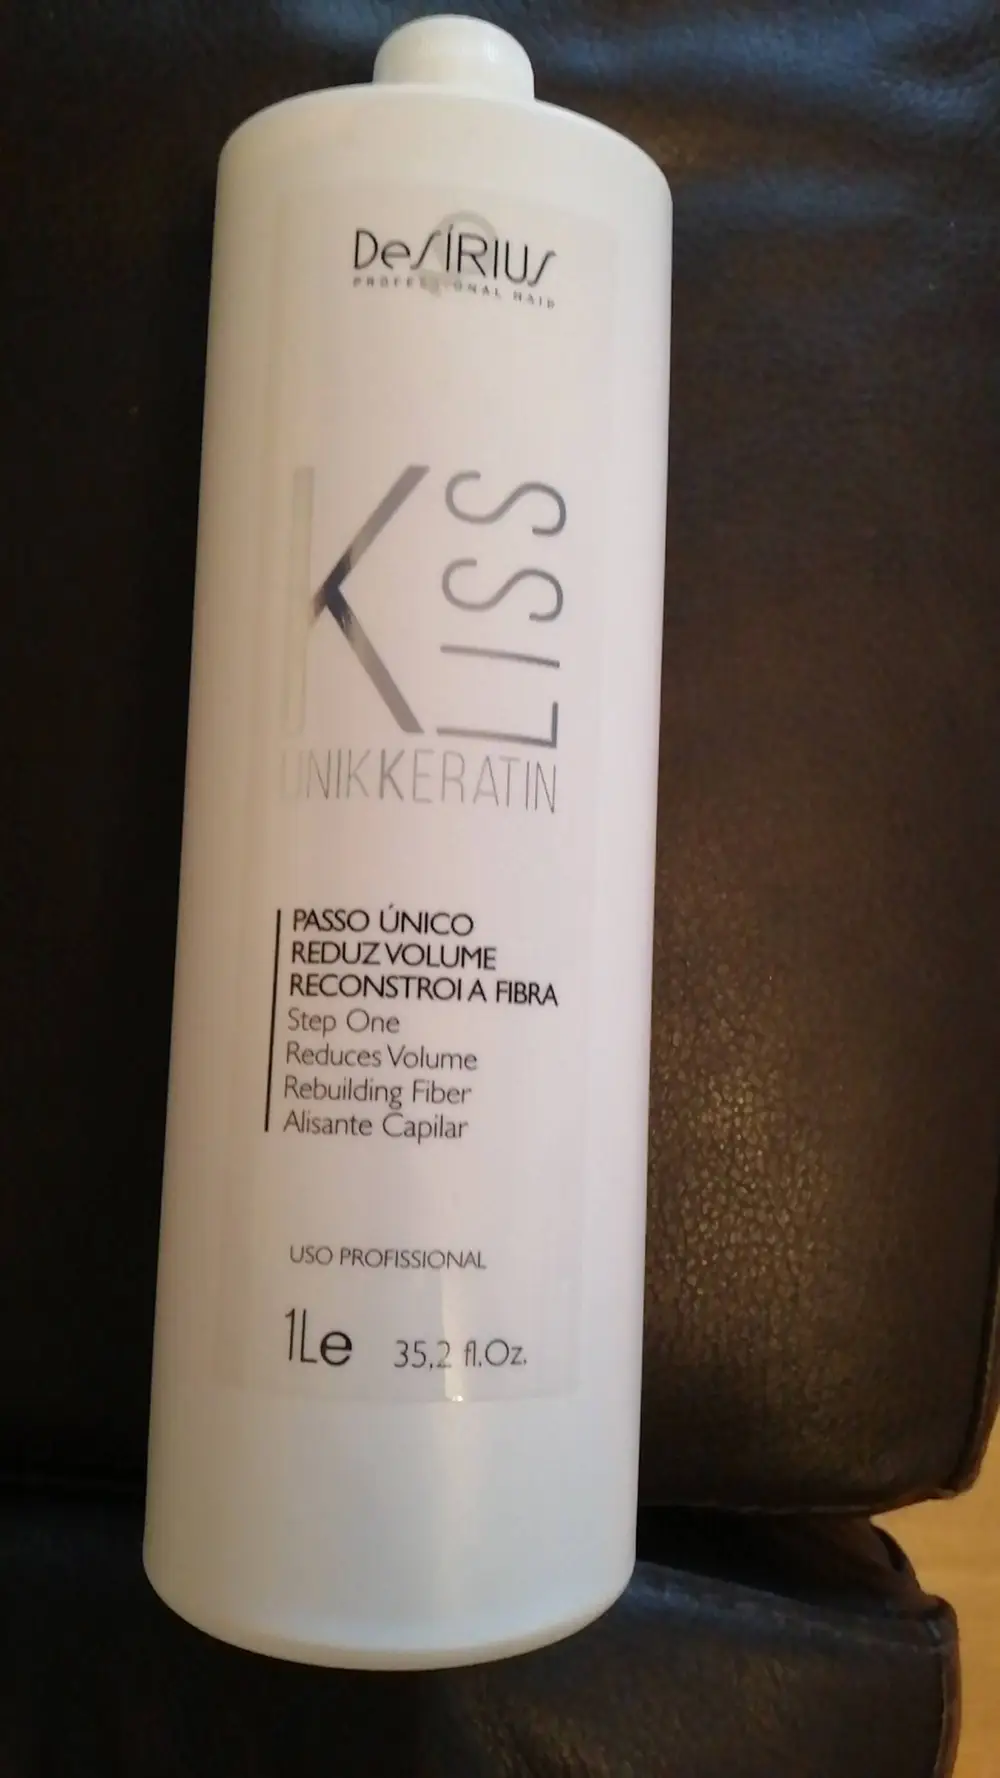 DeSÍRIUS
PROFESSIONAL HAIR
K LISS
UNIKKERATIN
PASSO ÚNICO
REDUZ VOLUME
RECONSTROI A FIBRA
Step One
Reduces Volume
Rebuilding Fiber
Alisante Capilar
USO PROFISSIONAL
1Le 35,2 fl.Oz.